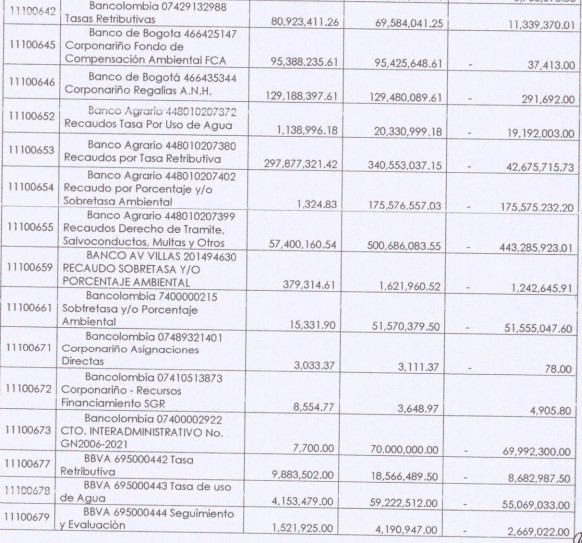 11100642 Bancolombia 07429132988
Tasas Retributivas 80,923,411.26 69,584,041.25 11,339,370.01
11100645 Banco de Bogota 466425147
Corponariño Fondo de
Compensación Ambiental FCA 95,388,235.61 95,425,648.61 - 37,413.00
11100646 Banco de Bogotá 466435344
Corponariño Regalias A.N.H. 129,188,397.61 129,480,089.61 - 291,692.00
11100652 Banco Agrario 448010207372
Recaudos Tasa Por Uso de Agua 1,138,996.18 20,330,999.18 - 19,192,003.00
11100653 Banco Agrario 448010207380
Recaudos por Tasa Retributiva 297,877,321.42 340,553,037.15 - 42,675,715.73
11100654 Banco Agrario 448010207402
Recaudo por Porcentaje y/o
Sobretasa Ambiental 1,324.83 175,576,557.03 - 175,575,232.20
11100655 Banco Agrario 448010207399
Recaudos Derecho de Tramite,
Salvoconductos, Multas y Otros 57,400,160.54 500,686,083.55 - 443,285,923.01
11100659 BANCO AV VILLAS 201494630
RECAUDO SOBRETASA Y/O
PORCENTAJE AMBIENTAL 379,314.61 1,621,960.52 - 1,242,645.91
11100661 Bancolombia 7400000215
Sobtretasa y/o Porcentaje
Ambiental 15,331.90 51,570,379.50 - 51,555,047.60
11100671 Bancolombia 07489321401
Corponariño Asignaciones
Directas 3,033.37 3,111.37 - 78.00
11100672 Bancolombia 07410513873
Corponariño - Recursos
Financiamiento SGR 8,554.77 3,648.97 4,905.80
11100673 Bancolombia 07400002922
CTO. INTERADMINISTRATIVO No.
GN2006-2021 7,700.00 70,000,000.00 - 69,992,300.00
11100677 BBVA 695000442 Tasa
Retributiva 9,883,502.00 18,566,489.50 - 8,682,987.50
11100678 BBVA 695000443 Tasa de uso
de Agua 4,153,479.00 59,222,512.00 - 55,069,033.00
11100679 BBVA 695000444 Seguimiento
y Evaluaciòn 1,521,925.00 4,190,947.00 - 2,669,022.00